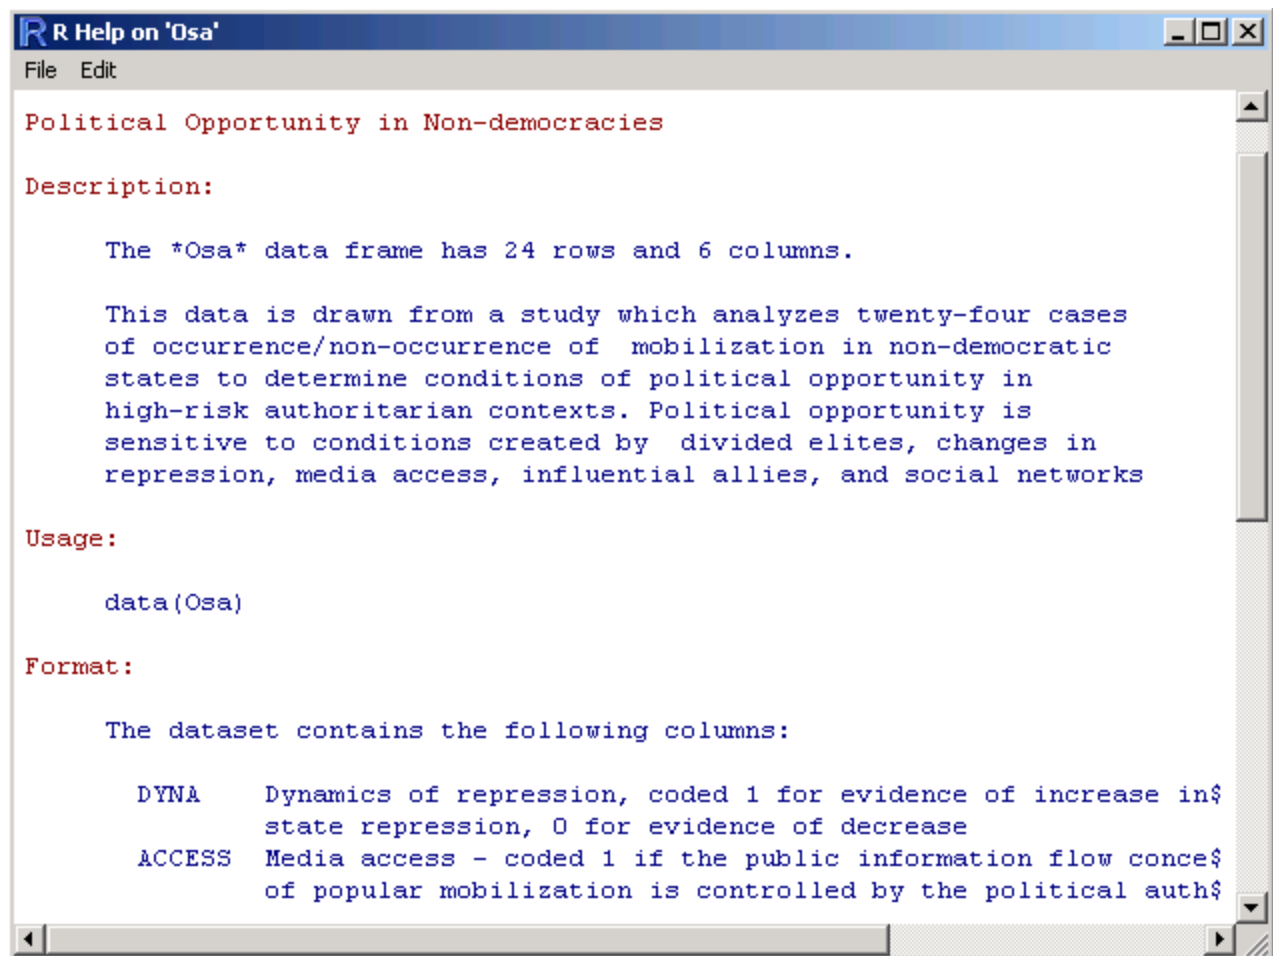 R Help on 'Osa'
File Edit
Political Opportunity in Non-democracies
Description:
The *Osa* data frame has 24 rows and 6 columns.
This data is drawn from a study which analyzes twenty-four cases
of occurrence/non-occurrence of  mobilization in non-democratic
states to determine conditions of political opportunity in
high-risk authoritarian contexts. Political opportunity is
sensitive to conditions created by  divided elites, changes in
repression, media access, influential allies, and social networks
Usage:
data(Osa)
Format:
The dataset contains the following columns:
DYNA    Dynamics of repression, coded 1 for evidence of increase in$
state repression, 0 for evidence of decrease
ACCESS  Media access - coded 1 if the public information flow conce$
of popular mobilization is controlled by the political auth$